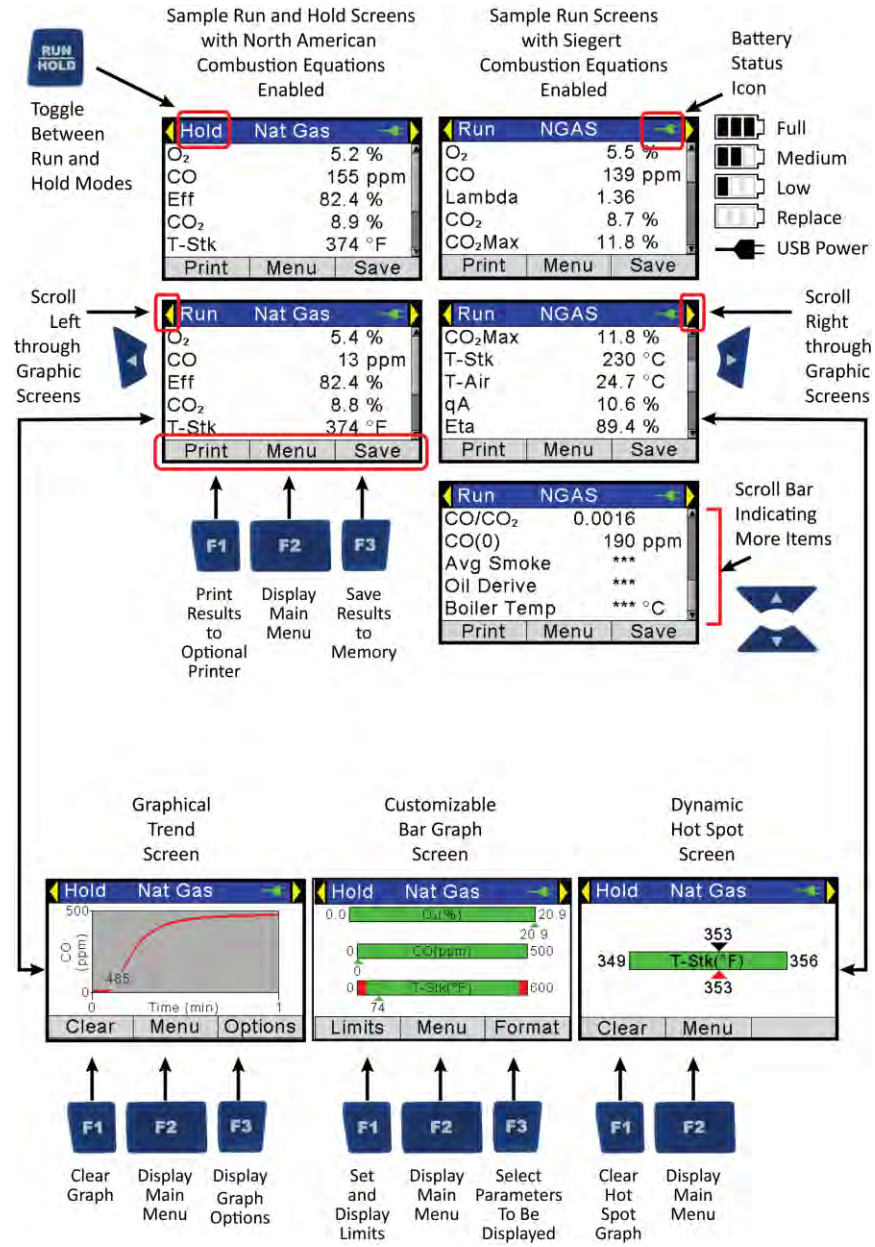 Sample Run and Hold Screens
with North American
Combustion Equations
Enabled
Sample Run Screens
with Siegert
Combustion Equations
Enabled
Battery
Status
Icon
RUN
HOLD
Toggle
Between
Run and
Hold Modes
Hold Nat Gas
O₂ 5.2 %
CO 155 ppm
Eff 82.4 %
CO₂ 8.9 %
T-Stk 374 °F
Print Menu Save
Run NGAS
O₂ 5.5 %
CO 139 ppm
Lambda 1.36
CO₂ 8.7 %
CO₂Max 11.8 %
Print Menu Save
Full
Medium
Low
Replace
USB Power
Scroll
Left
through
Graphic
Screens
Run Nat Gas
O₂ 5.4 %
CO 13 ppm
Eff 82.4 %
CO₂ 8.8 %
T-Stk 374 °F
Print Menu Save
Run NGAS
CO₂Max 11.8 %
T-Stk 230 °C
T-Air 24.7 °C
qA 10.6 %
Eta 89.4 %
Print Menu Save
Scroll
Right
through
Graphic
Screens
F1 F2 F3
Print
Results
to
Optional
Printer
Display
Main
Menu
Save
Results
to
Memory
Run NGAS
CO/CO₂ 0.0016
CO(0) 190 ppm
Avg Smoke ***
Oil Derive ***
Boiler Temp *** °C
Print Menu Save
Scroll Bar
Indicating
More Items
Graphical
Trend
Screen
Customizable
Bar Graph
Screen
Dynamic
Hot Spot
Screen
Hold Nat Gas
500
CO
(ppm)
485
0
0 Time (min) 1
Clear Menu Options
Hold Nat Gas
0.0 O₂(%) 20.9
20.9
0 CO(ppm) 500
0
0 T-Stk(°F) 600
74
Limits Menu Format
Hold Nat Gas
353
349 T-Stk(°F) 356
353
Clear Menu
F1 F2 F3
F1 F2 F3
F1 F2
Clear
Graph
Display
Main
Menu
Display
Graph
Options
Set
and
Display
Limits
Display
Main
Menu
Select
Parameters
To Be
Displayed
Clear
Hot
Spot
Graph
Display
Main
Menu